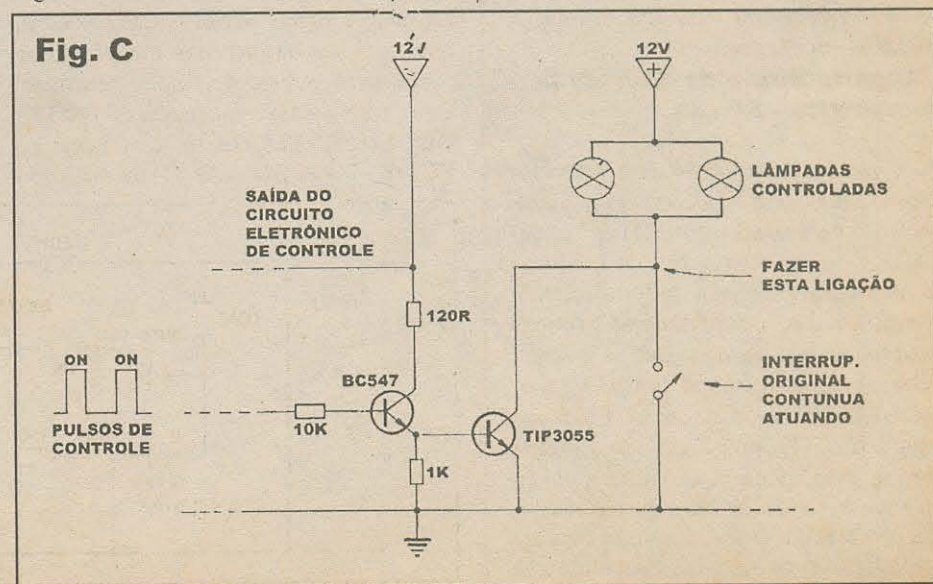 Fig. C
12V
12V
+
LÂMPADAS
CONTROLADAS
SAÍDA DO
CIRCUITO
ELETRÔNICO
DE CONTROLE
FAZER
ESTA LIGAÇÃO
120R
ON ON
BC547
INTERRUP.
ORIGINAL
CONTUNUA
ATUANDO
10K
TIP3055
PULSOS DE
CONTROLE
1K